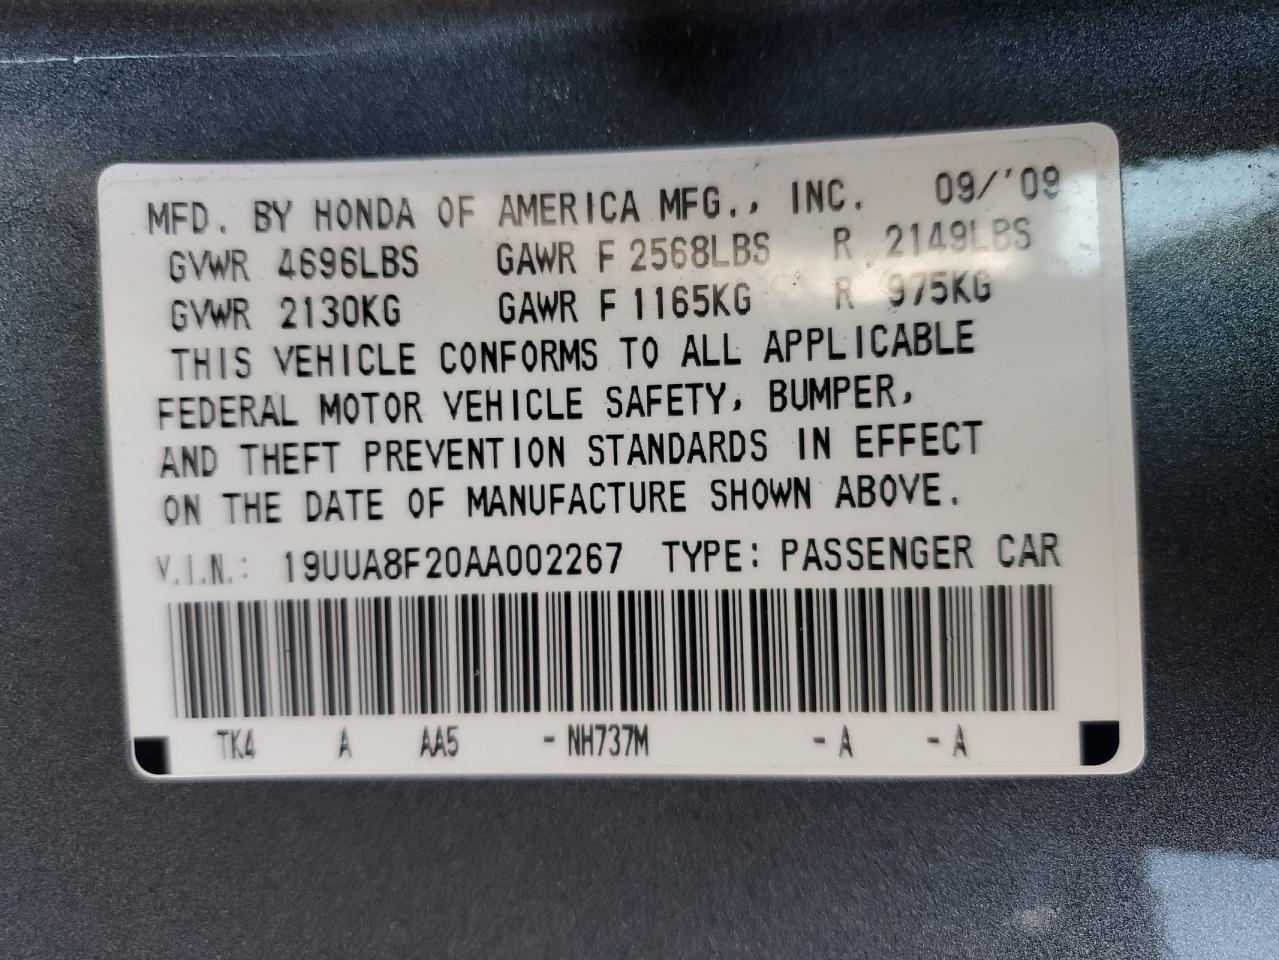 MFD. BY HONDA OF AMERICA MFG., INC. 09/'09
GVWR 4696LBS GAWR F 2568LBS R 2149LBS
GVWR 2130KG GAWR F 1165KG R 975KG
THIS VEHICLE CONFORMS TO ALL APPLICABLE
FEDERAL MOTOR VEHICLE SAFETY, BUMPER,
AND THEFT PREVENTION STANDARDS IN EFFECT
ON THE DATE OF MANUFACTURE SHOWN ABOVE.
V.I.N.: 19UUA8F20AA002267 TYPE: PASSENGER CAR
TK4 A AA5 - NH737M - A - A